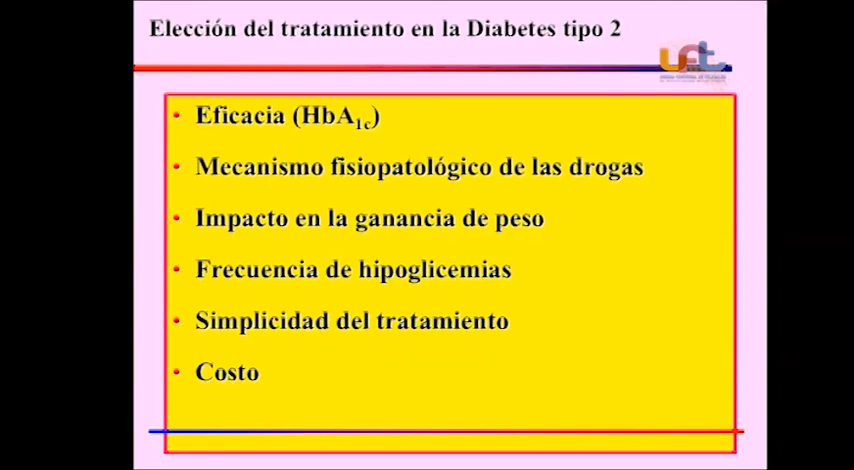 Elección del tratamiento en la Diabetes tipo 2
uft
• Eficacia (HbA1c)
• Mecanismo fisiopatológico de las drogas
• Impacto en la ganancia de peso
• Frecuencia de hipoglicemias
• Simplicidad del tratamiento
• Costo